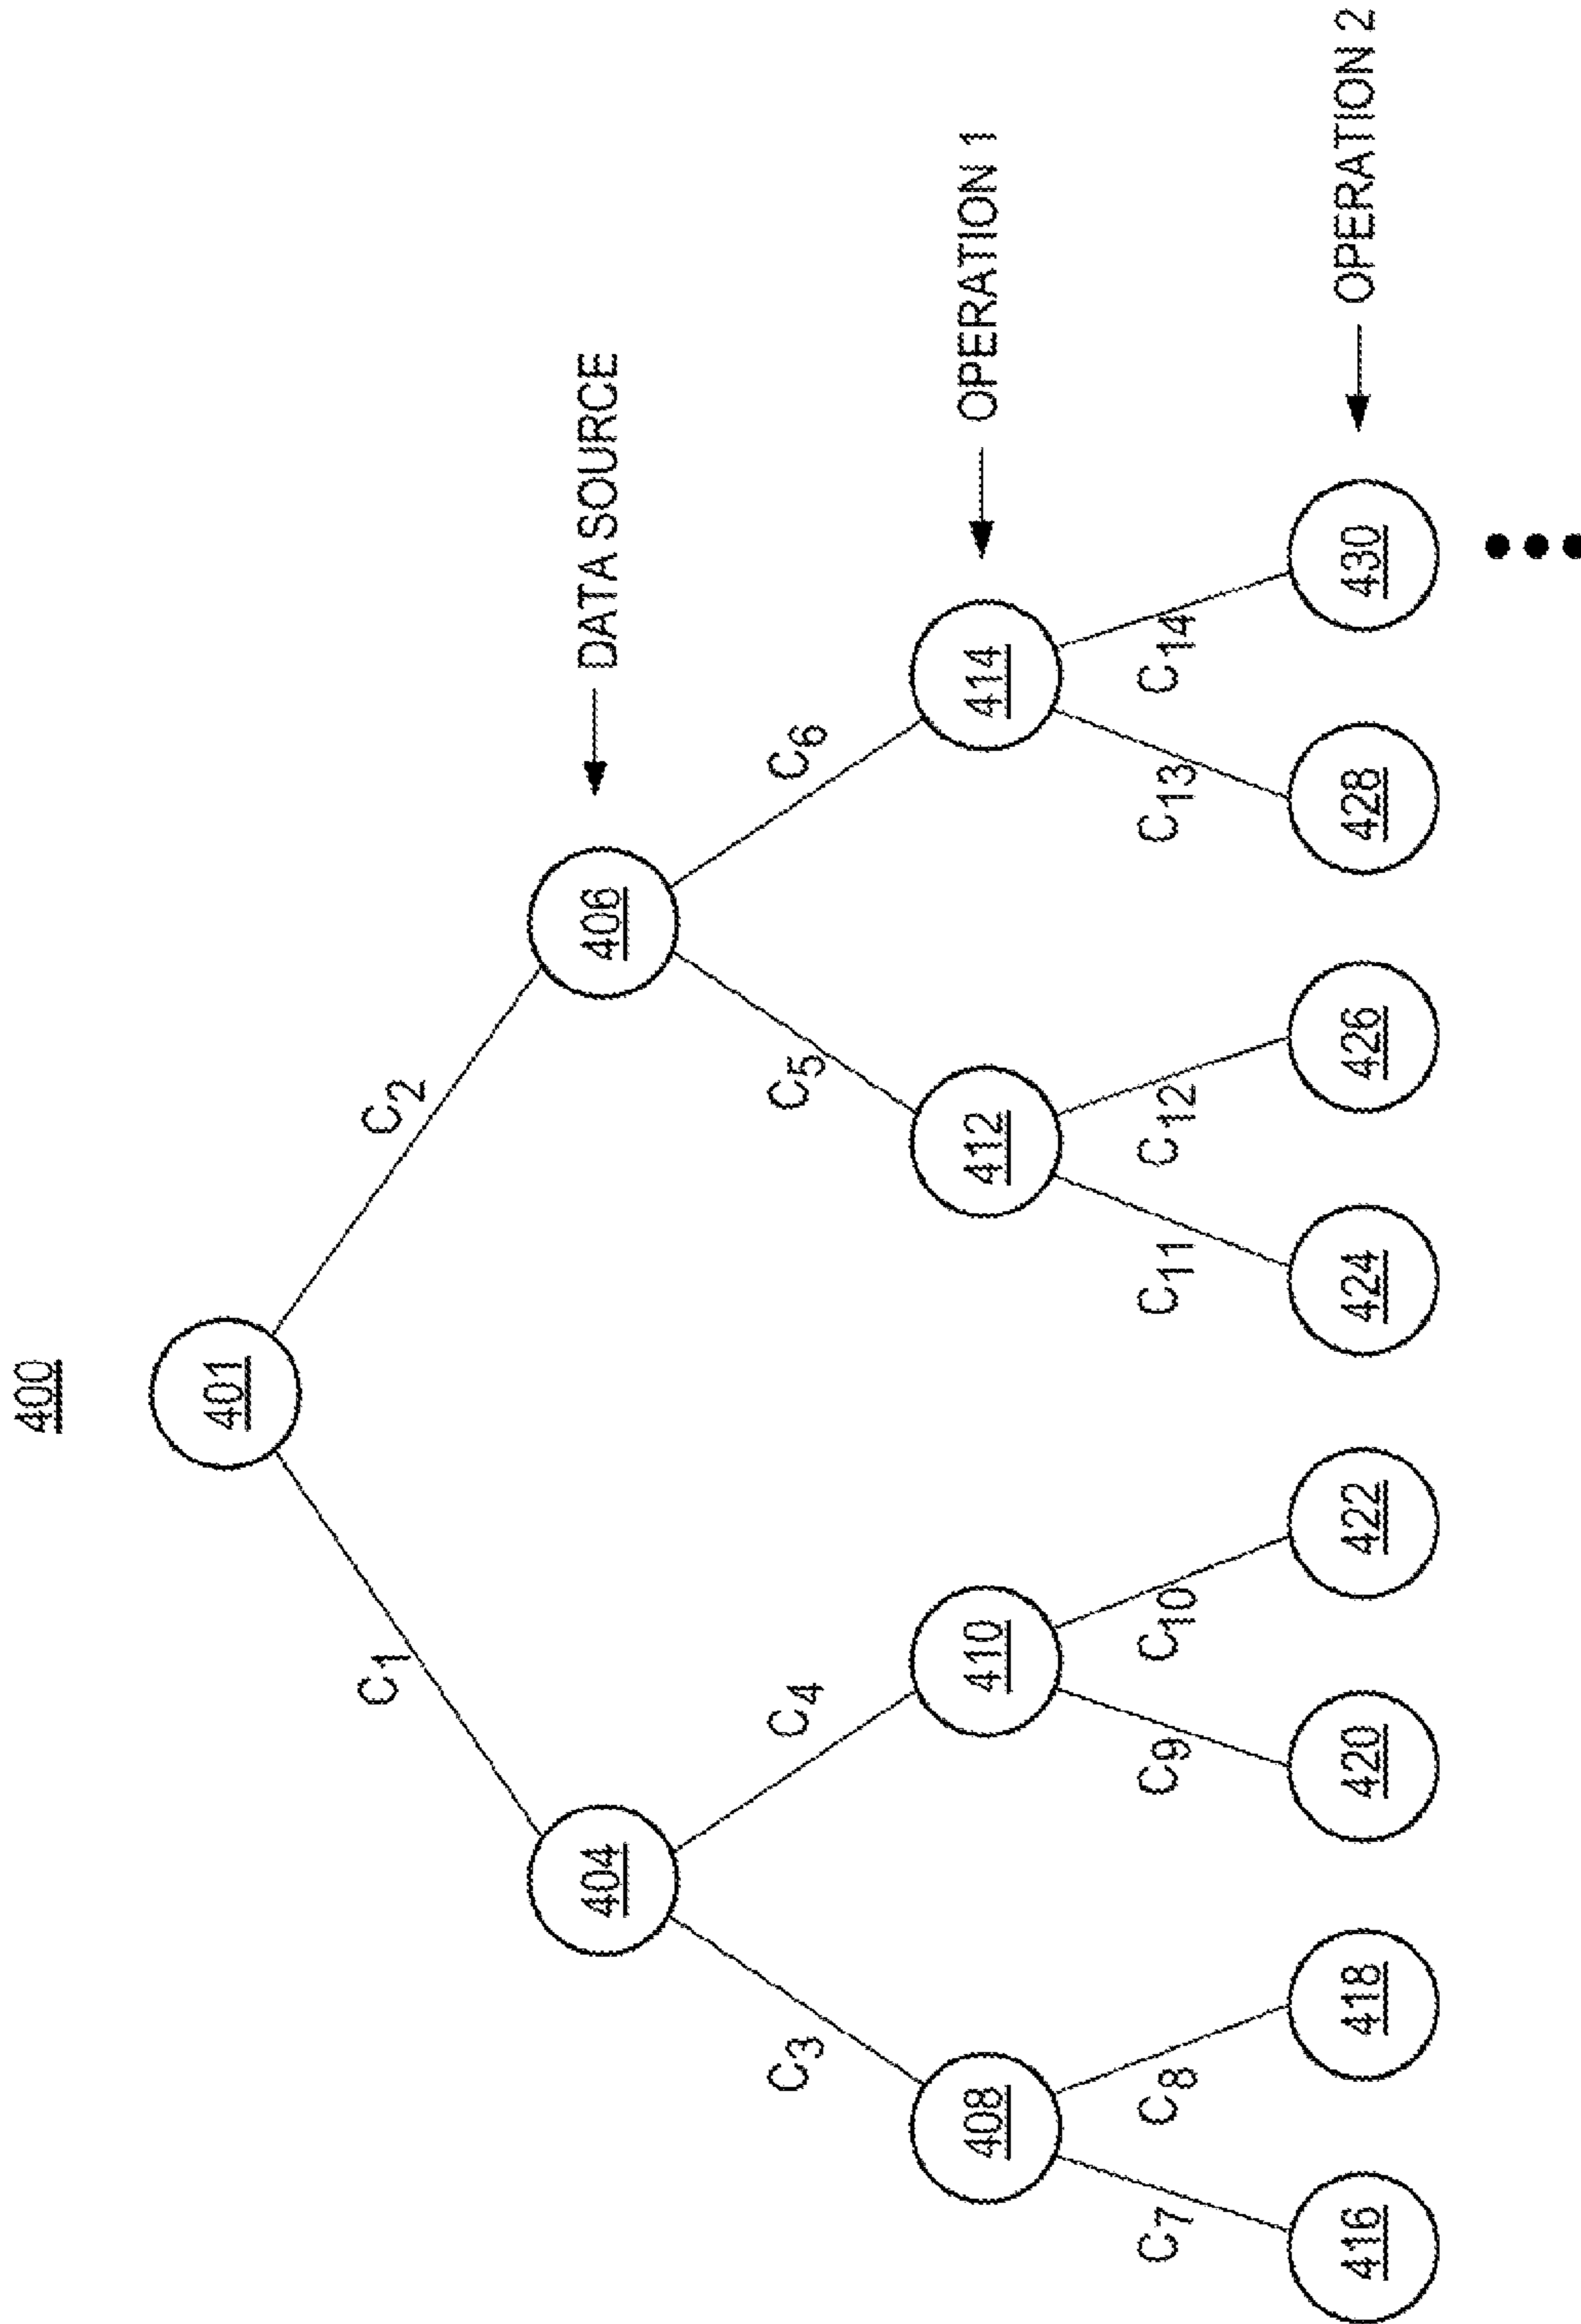 400
401
C1
C2
404
406
DATA SOURCE
C3
C4
C5
C6
408
410
412
414
OPERATION 1
C7
C8
C9
C10
C11
C12
C13
C14
416
418
420
422
424
426
428
430
OPERATION 2